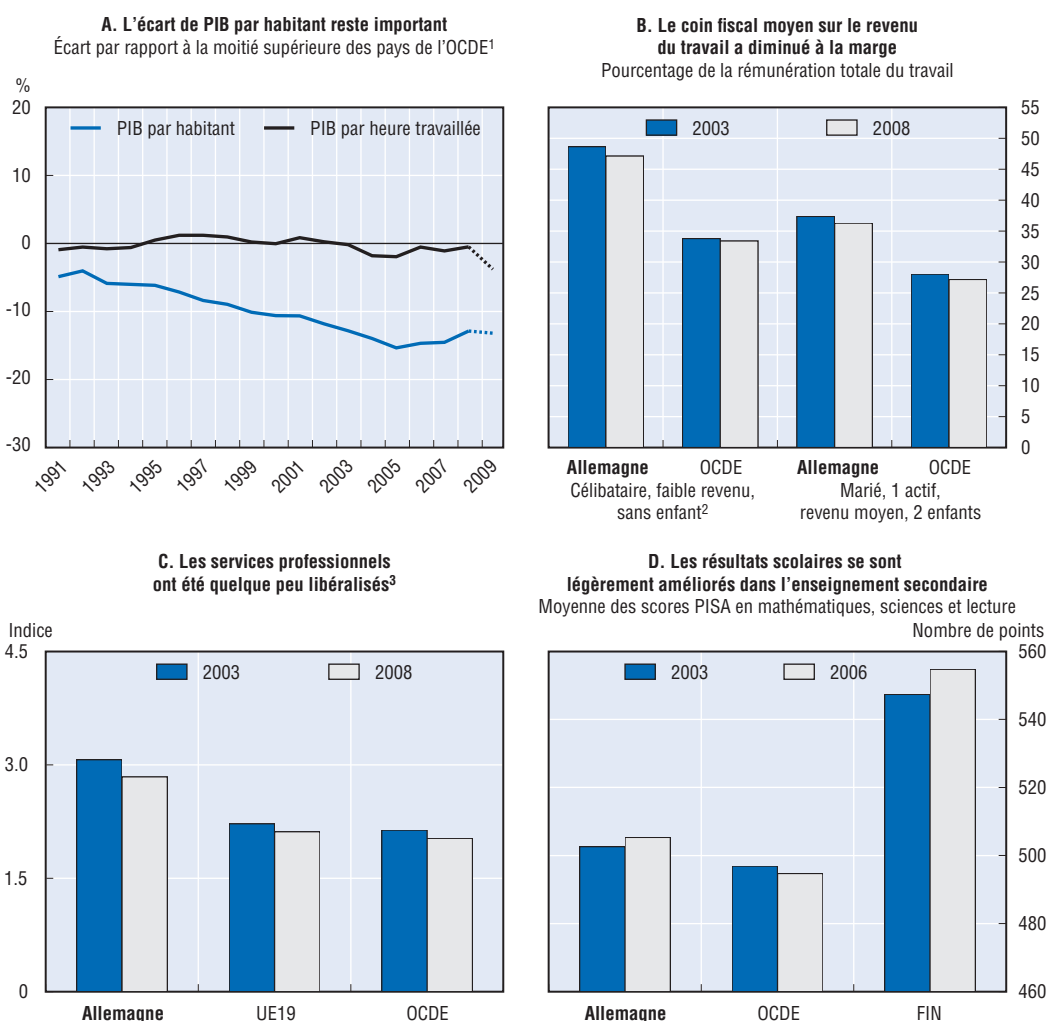 A. L'écart de PIB par habitant reste important
Écart par rapport à la moitié supérieure des pays de l'OCDE1
%
20
10
0
-10
-20
-30
PIB par habitant
PIB par heure travaillée
1991
1993
1995
1997
1999
2001
2003
2005
2007
2009
B. Le coin fiscal moyen sur le revenu
du travail a diminué à la marge
Pourcentage de la rémunération totale du travail
2003
2008
55
50
45
40
35
30
25
20
15
10
5
0
Allemagne
OCDE
Allemagne
OCDE
Célibataire, faible revenu,
sans enfant2
Marié, 1 actif,
revenu moyen, 2 enfants
C. Les services professionnels
ont été quelque peu libéralisés3
Indice
4.5
3.0
1.5
0
2003
2008
Allemagne
UE19
OCDE
D. Les résultats scolaires se sont
légèrement améliorés dans l'enseignement secondaire
Moyenne des scores PISA en mathématiques, sciences et lecture
Nombre de points
2003
2006
560
540
520
500
480
460
Allemagne
OCDE
FIN